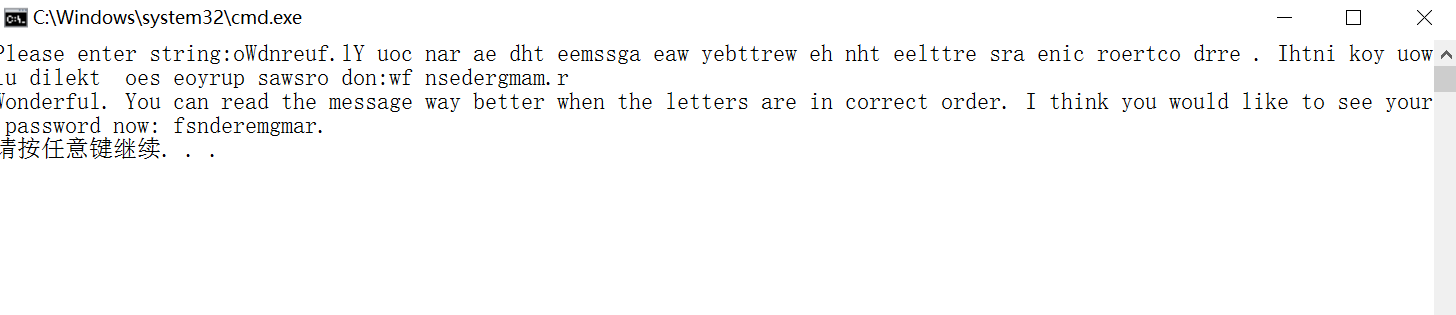 C:\Windows\system32\cmd.exe
Please enter string:oWdnreuf.lY uoc nar ae dht eemssga eaw yebttrew eh nht eelttre sra enic roertco drre . Ihtni koy uow
lu dilekt  oes eoyrup sawsro don:wf nsedergmam.r
Wonderful. You can read the message way better when the letters are in correct order. I think you would like to see your
 password now: fsnderemgmar.
请按任意键继续. . .